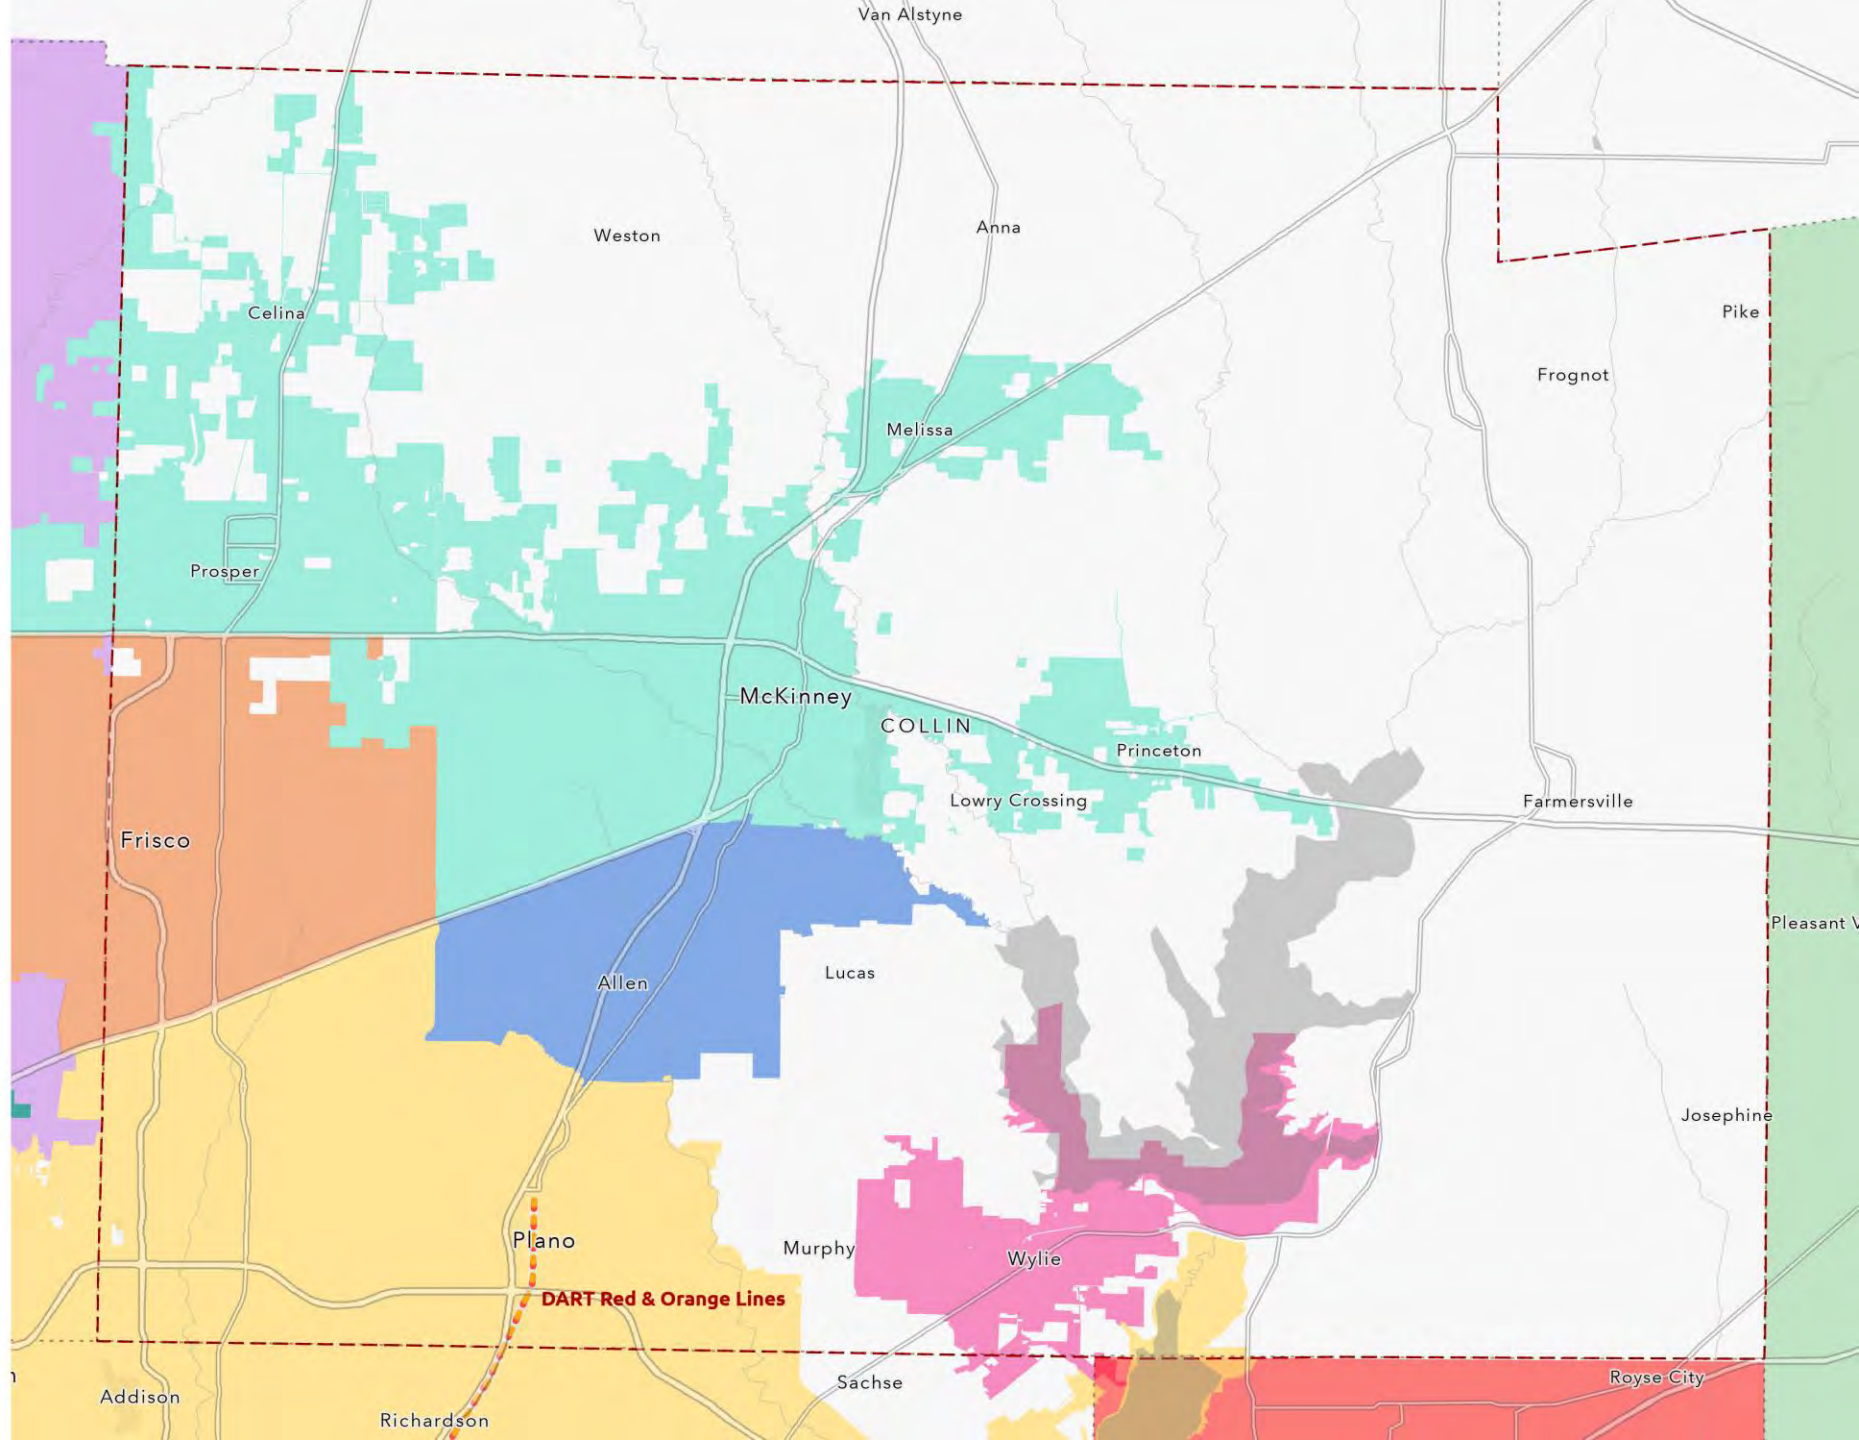 Van Alstyne
Weston
Anna
Celina
Pike
Frognot
Melissa
Prosper
McKinney
COLLIN
Princeton
Lowry Crossing
Farmersville
Frisco
Pleasant V
Lucas
Allen
Josephine
Plano
Murphy
Wylie
DART Red & Orange Lines
Sachse
Royse City
Addison
Richardson